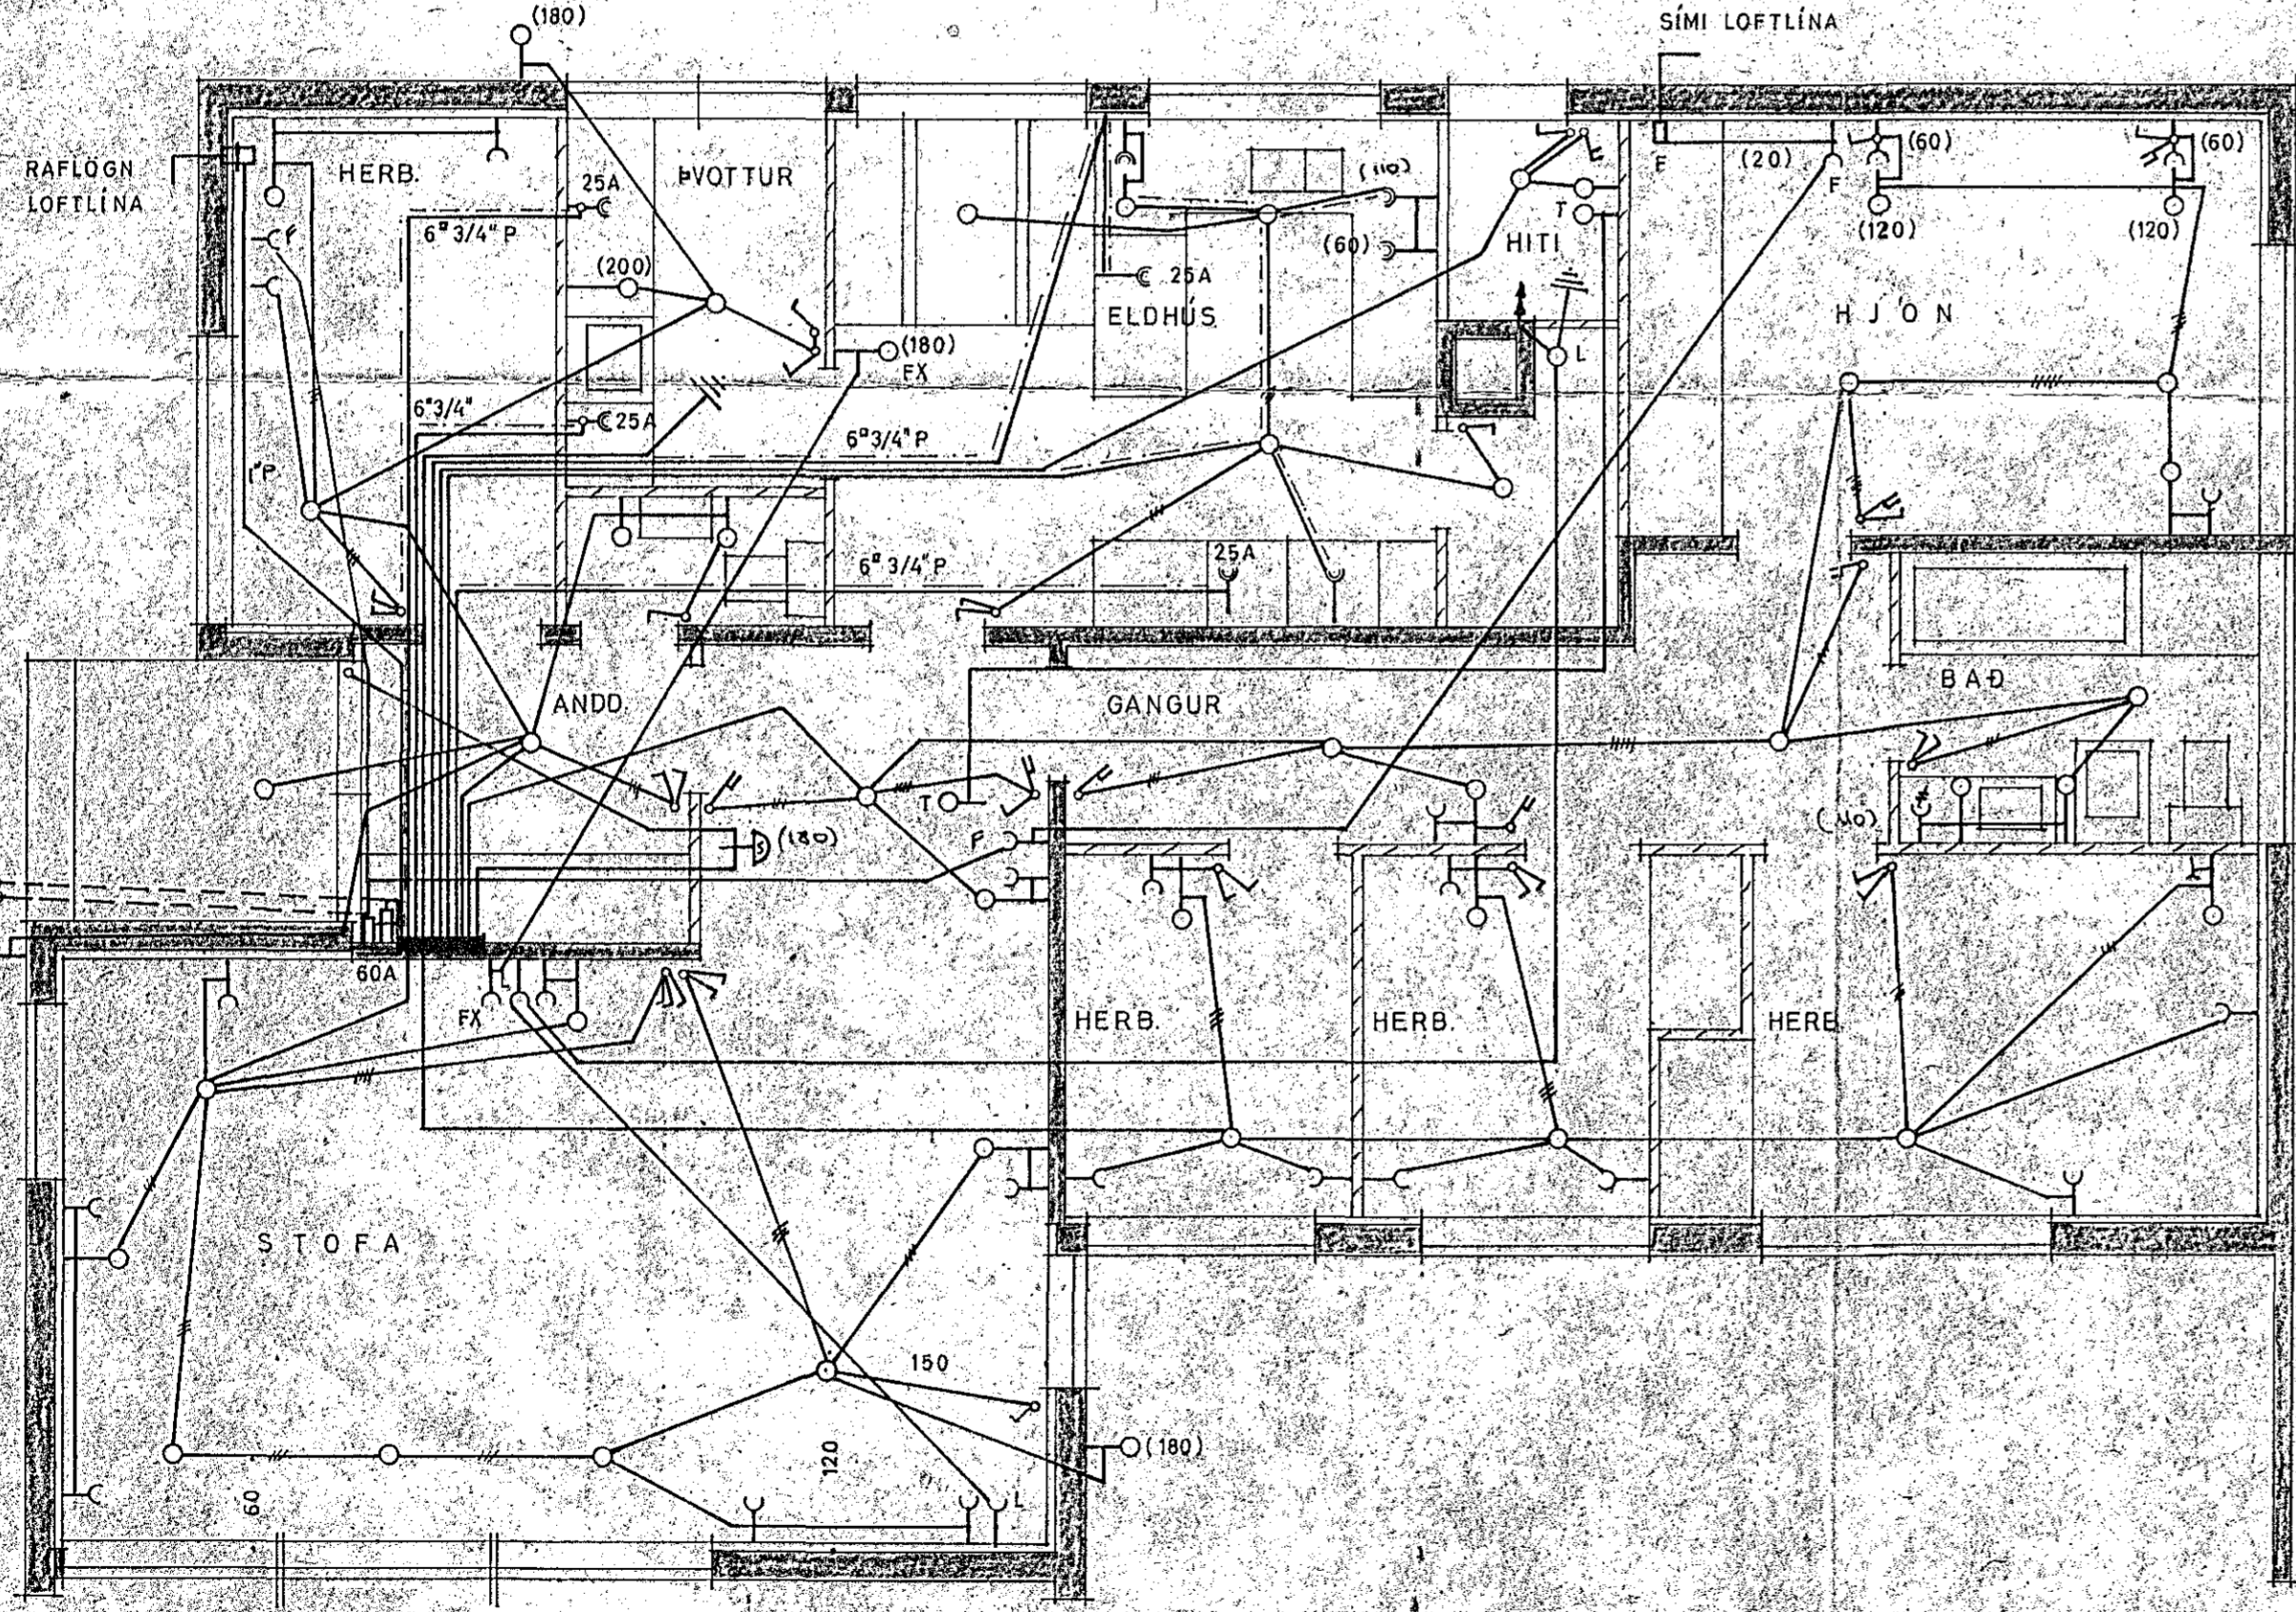 (180)
SÍMI LOFTLÍNA
RAFLÖGN
LOFTLÍNA
HERB.
25A
6▫ 3/4" P
ÞVOTTUR
(200)
(110)
(60)
T
HITI
F
(20)
F
(60)
(60)
(120)
(120)
F
25A
ELDHÚS
(180)
FX
L
HJÓN
6▫ 3/4"
25A
6▫ 3/4" P
1" P
25A
6▫ 3/4" P
ANDD.
GANGUR
BAÐ
T
F
S
(180)
60A
FX
HERB.
HERB.
HERB
STOFA
150
120
60
L
(180)